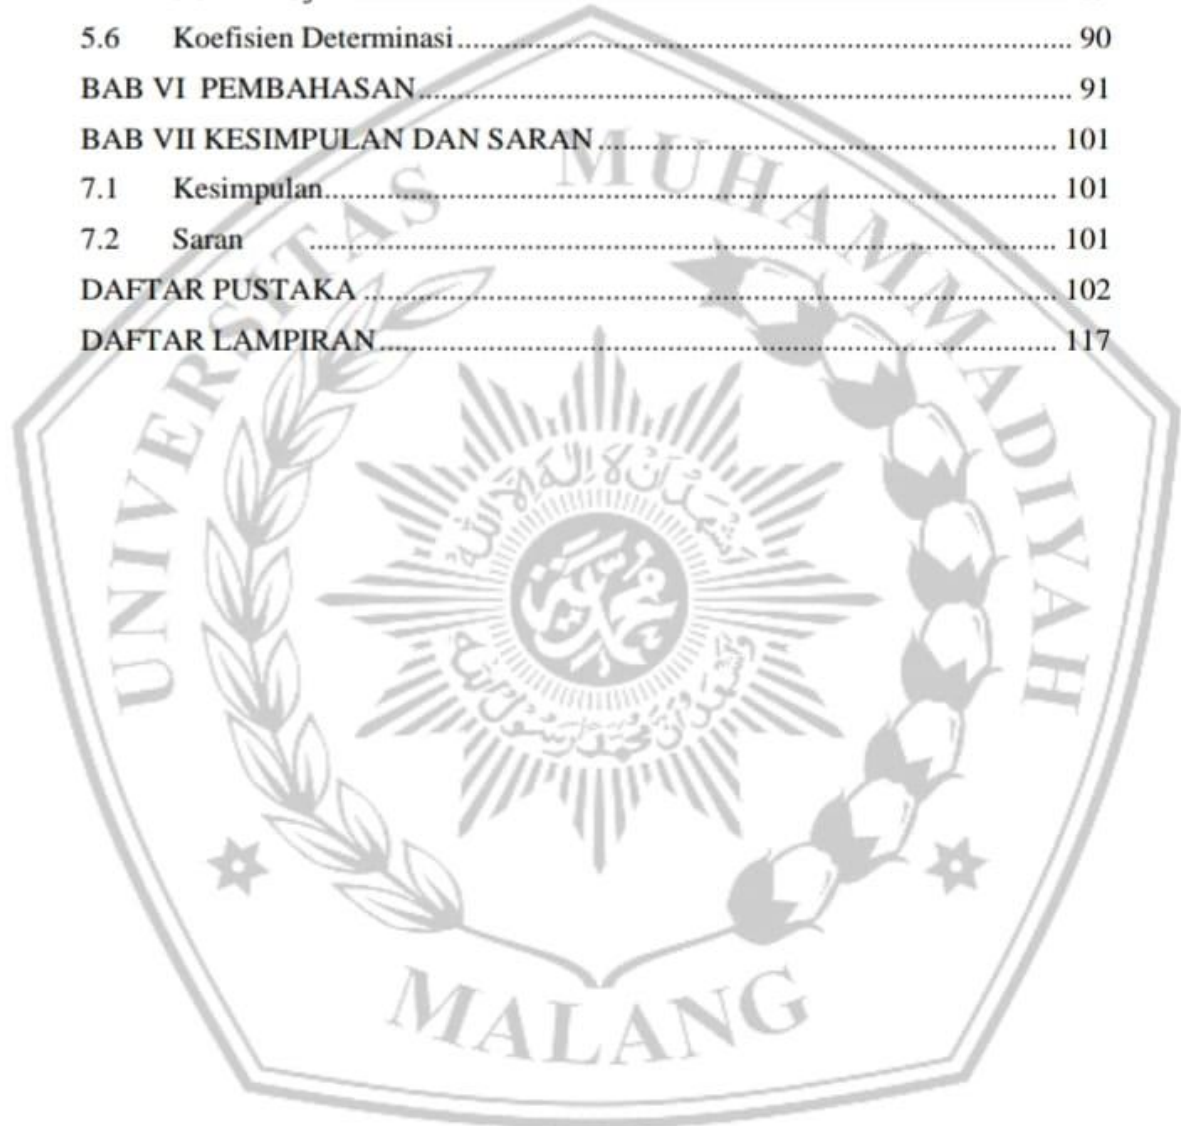 5.6 Koefisien Determinasi.......................................................................... 90
BAB VI PEMBAHASAN............................................................................... 91
BAB VII KESIMPULAN DAN SARAN....................................................... 101
7.1 Kesimpulan........................................................................................ 101
7.2 Saran .......................................................................................... 101
DAFTAR PUSTAKA ................................................................................... 102
DAFTAR LAMPIRAN................................................................................. 117
UNIVERSITAS MUHAMMADIYAH
MALANG